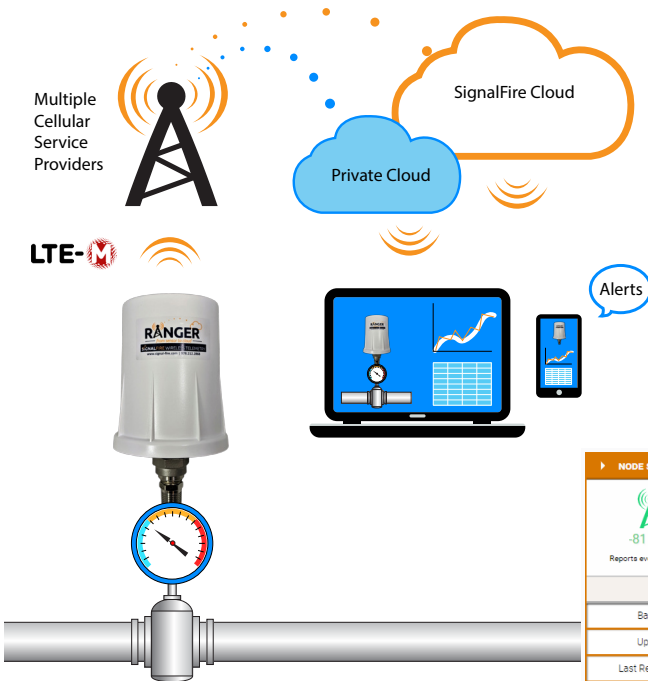 Multiple
Cellular
Service
Providers
SignalFire Cloud
Private Cloud
LTE-M
Alerts
RANGER
SIGNALFIRE WIRELESS TELEMETRY
RANGER
NODE
-81
Reports
Ba
Up
Last Re